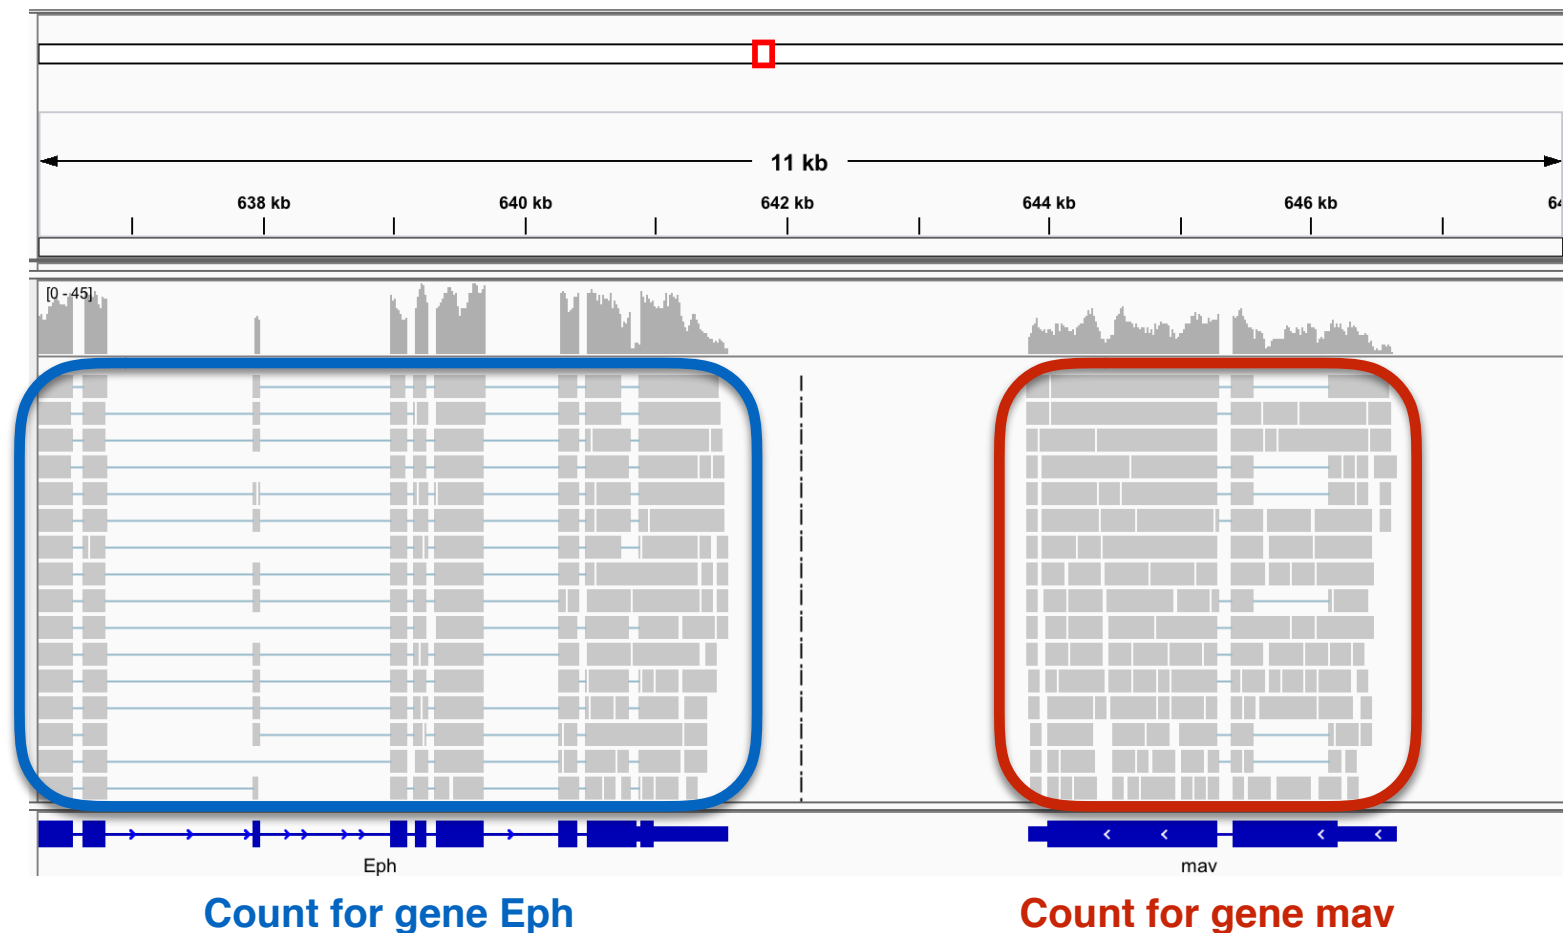 11 kb
638 kb 640 kb 642 kb 644 kb 646 kb 64
[0 - 45]
Eph mav
Count for gene Eph Count for gene mav